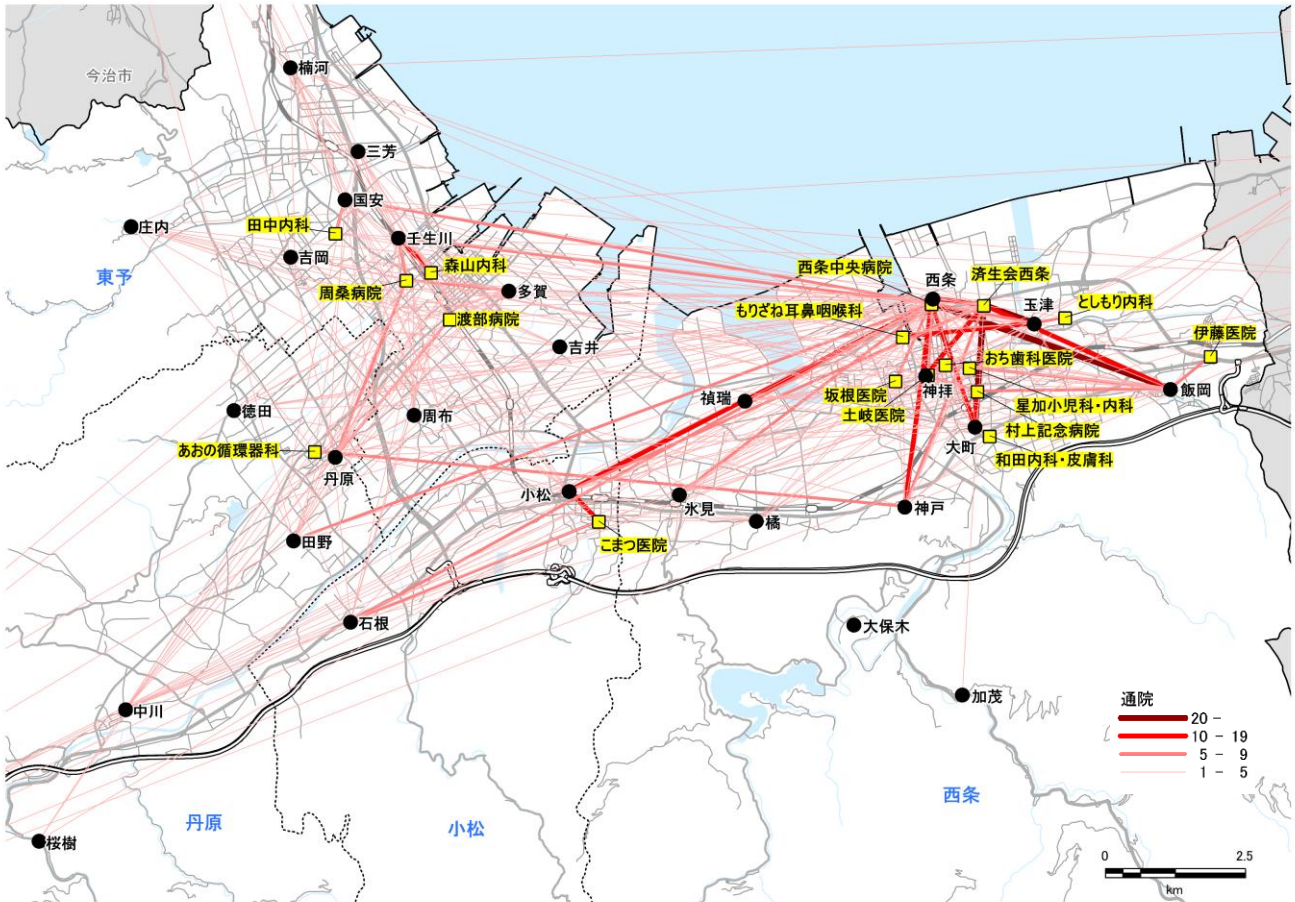 今治市
楠河
三芳
国安
庄内
田中内科
壬生川
吉岡
東予
森山内科
周桑病院
多賀
渡部病院
吉井
西条中央病院
西条
済生会西条
玉津
としもり内科
もりざね耳鼻咽喉科
伊藤医院
おち歯科医院
神拝
坂根医院
飯岡
禎瑞
土岐医院
星加小児科・内科
徳田
周布
大町
村上記念病院
あおの循環器科
和田内科・皮膚科
丹原
小松
氷見
神戸
橘
こまつ医院
田野
石根
大保木
加茂
中川
通院
20 -
10 - 19
5 - 9
1 - 5
西条
丹原
小松
桜樹
0 2.5
km